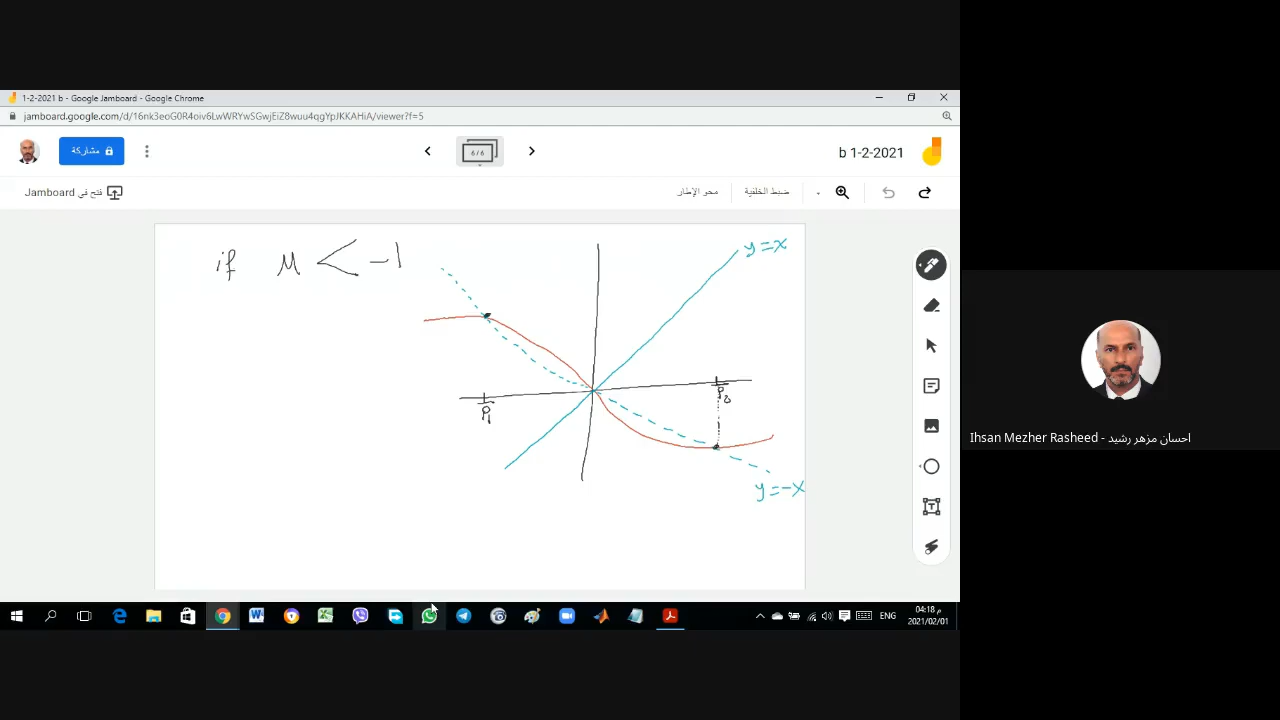 1-2-2021 b - Google Jamboard - Google Chrome
jamboard.google.com/d/16nk3eoG0R4oiv6LwWRYwSGwjEiZ8wuu4qgYpJKKAHiA/viewer?f=5
مشاركة
6/6
b 1-2-2021
فتح في Jamboard
محو الإطار
ضبط الخلفية
if μ < -1
y=x
P1
P2
y=-x
Ihsan Mezher Rasheed - احسان مزهر رشيد
ENG
04:18 م
2021/02/01